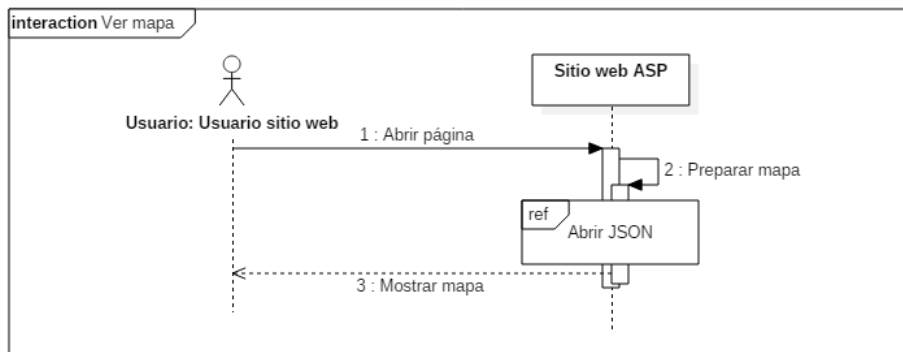 interaction Ver mapa
Sitio web ASP
Usuario: Usuario sitio web
1 : Abrir página
2 : Preparar mapa
ref
Abrir JSON
3 : Mostrar mapa